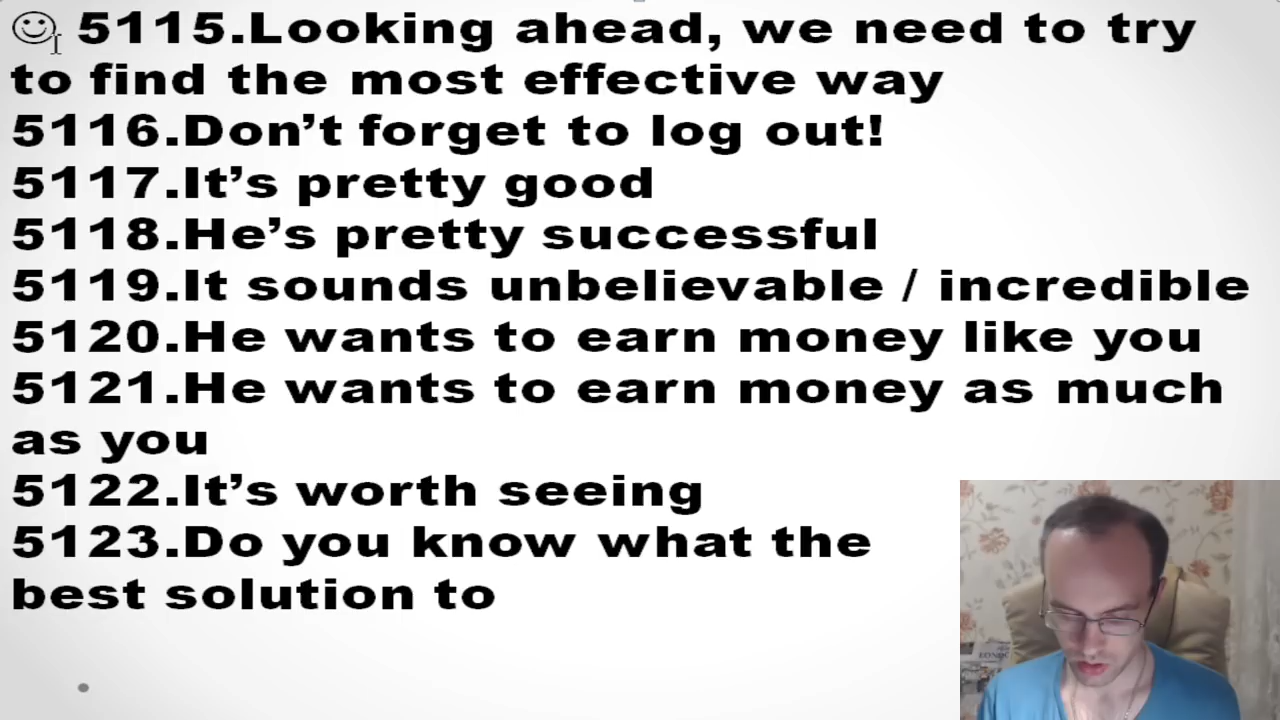 ☺ 5115.Looking ahead, we need to try
to find the most effective way
5116.Don’t forget to log out!
5117.It’s pretty good
5118.He’s pretty successful
5119.It sounds unbelievable / incredible
5120.He wants to earn money like you
5121.He wants to earn money as much
as you
5122.It’s worth seeing
5123.Do you know what the
best solution to